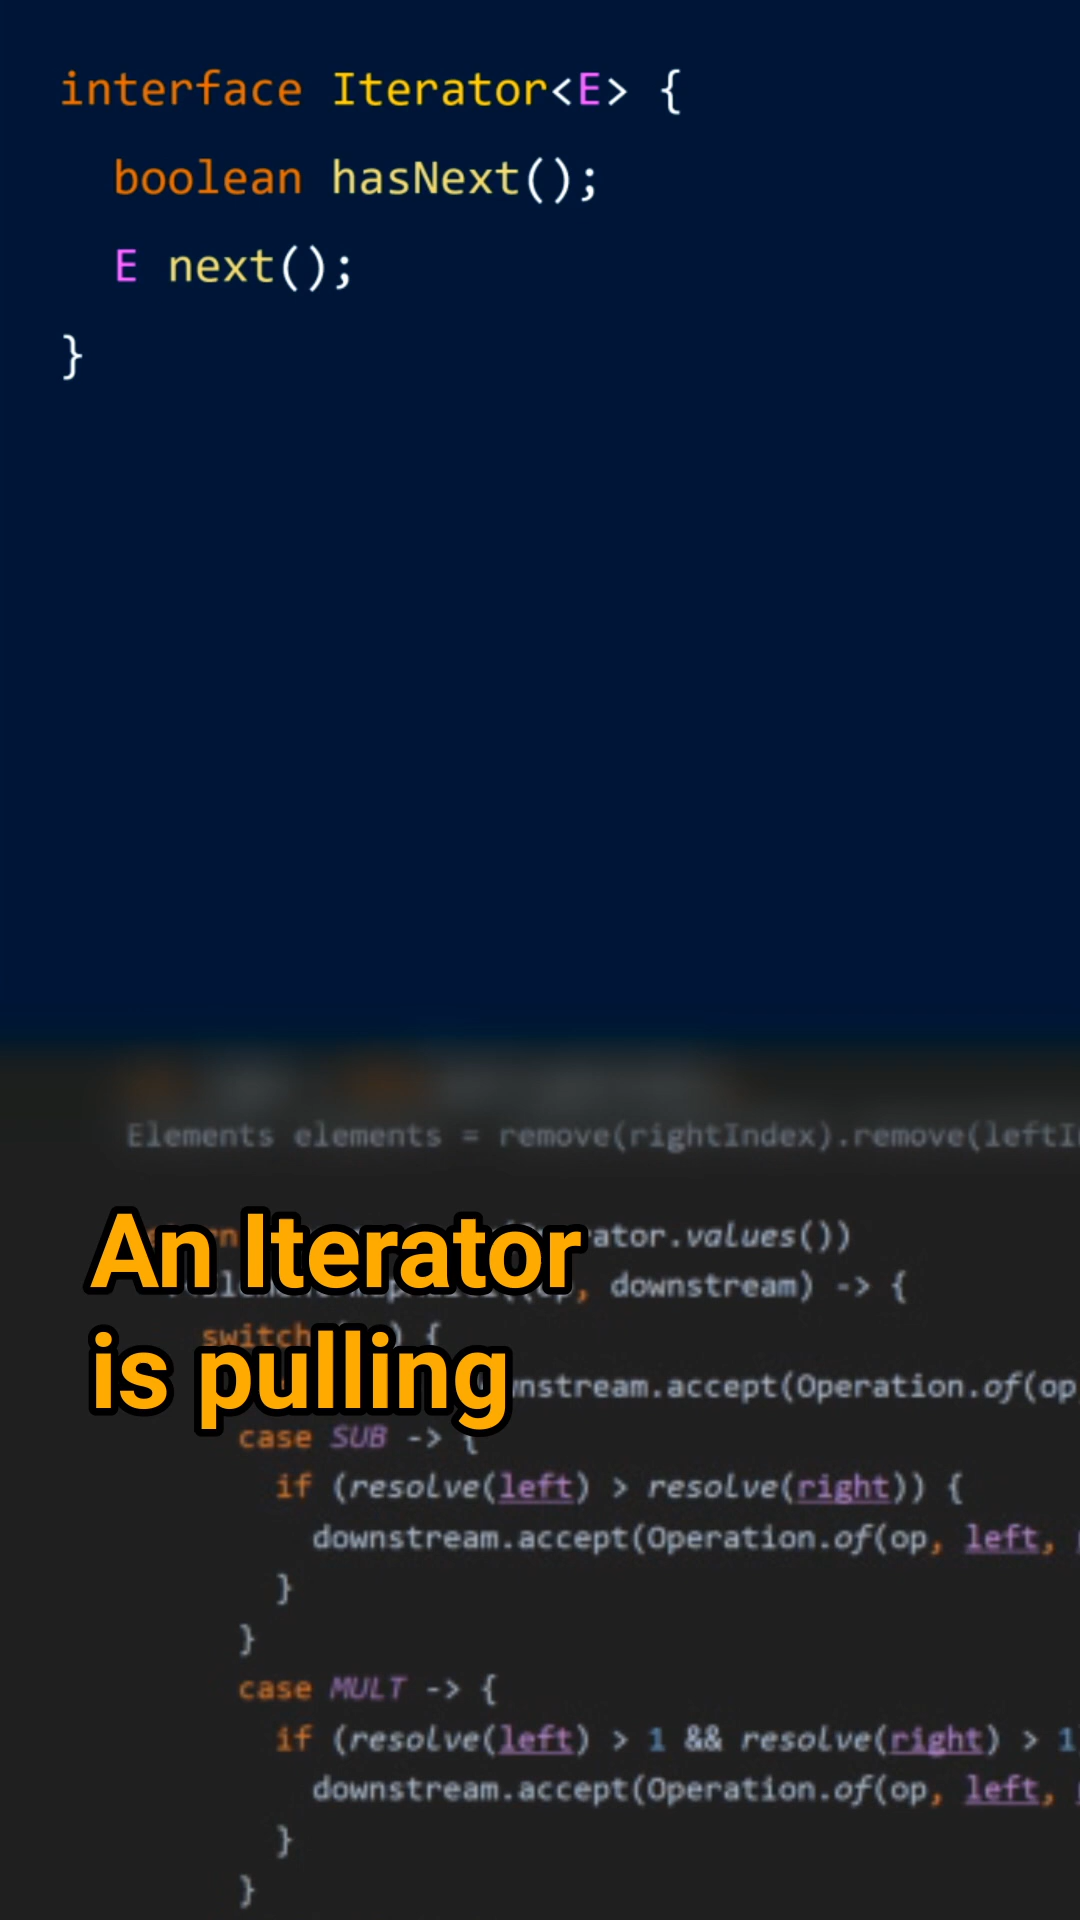 interface Iterator<E> {
boolean hasNext();
E next();
}
Elements elements = remove(rightIndex).remove(leftI
ator.values())
An Iterator
downstream) -> {
switch ) {
is pulling
nstream.accept(Operation.of(op,
case SUB -> {
if (resolve(left) > resolve(right)) {
downstream.accept(Operation.of(op, left,
}
}
case MULT -> {
if (resolve(left) > 1 && resolve(right) > 1
downstream.accept(Operation.of(op, left,
}
}